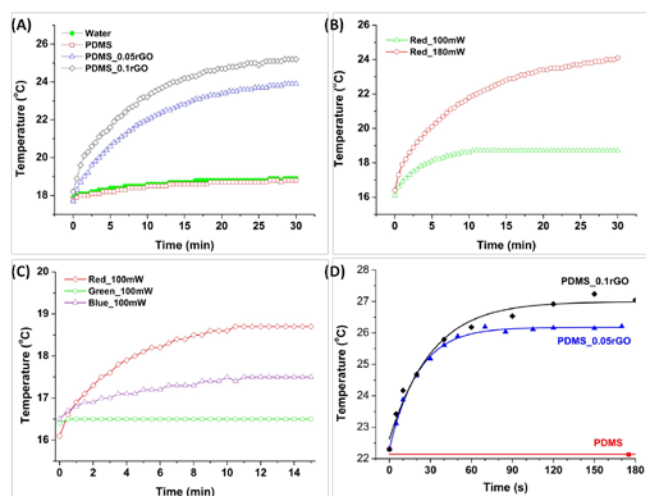 (A)
Water
PDMS
PDMS_0.05rGO
PDMS_0.1rGO
Temperature (°C)
26
24
22
20
18
0 5 10 15 20 25 30
Time (min)
(B)
Red_100mW
Red_180mW
Temperature (°C)
24
22
20
18
16
0 5 10 15 20 25 30
Time (min)
(C)
Red_100mW
Green_100mW
Blue_100mW
Temperature (°C)
19
18
17
16
0 2 4 6 8 10 12 14
Time (min)
(D)
PDMS_0.1rGO
PDMS_0.05rGO
PDMS
Temperature (°C)
28
27
26
25
24
23
22
0 30 60 90 120 150 180
Time (s)